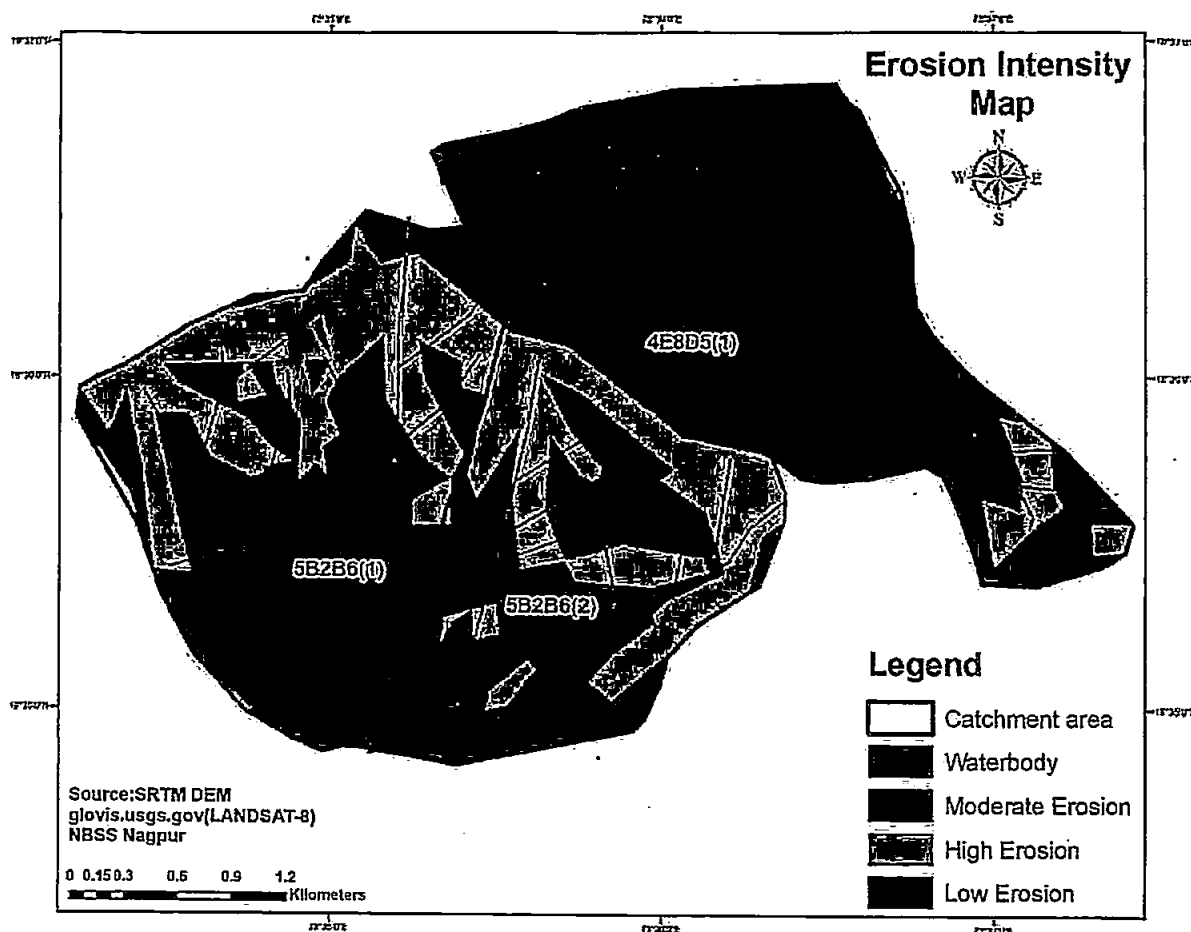 Erosion Intensity
Map
N
W E
S
4E8D5(1)
5B2B6(1)
5B2B6(2)
Legend
Catchment area
Waterbody
Moderate Erosion
High Erosion
Low Erosion
Source:SRTM DEM
glovis.usgs.gov(LANDSAT-8)
NBSS Nagpur
0 0.15 0.3 0.6 0.9 1.2
Kilometers